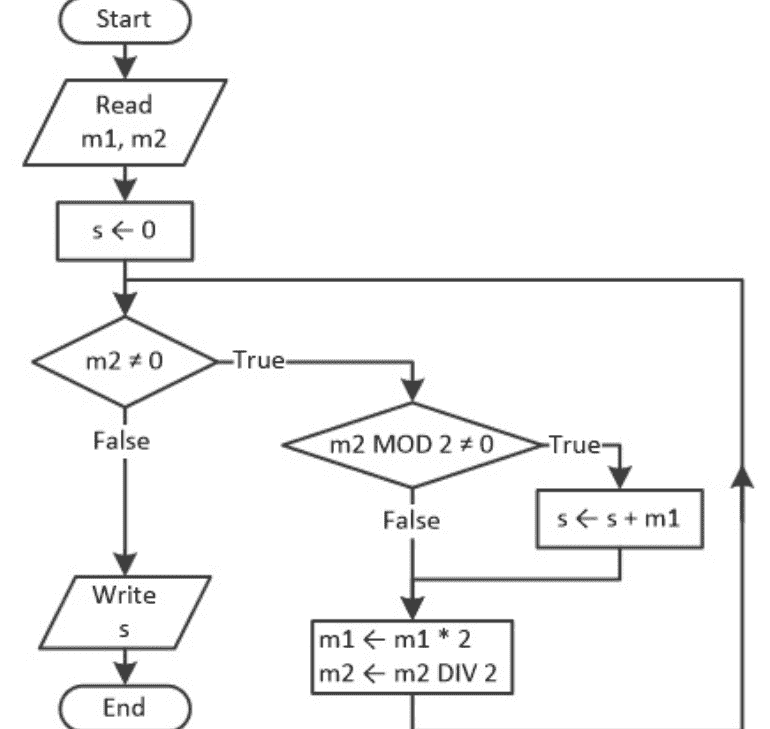 Start
Read
m1, m2
s ← 0
m2 ≠ 0
True
False
m2 MOD 2 ≠ 0
True
False
s ← s + m1
m1 ← m1 * 2
m2 ← m2 DIV 2
Write
s
End